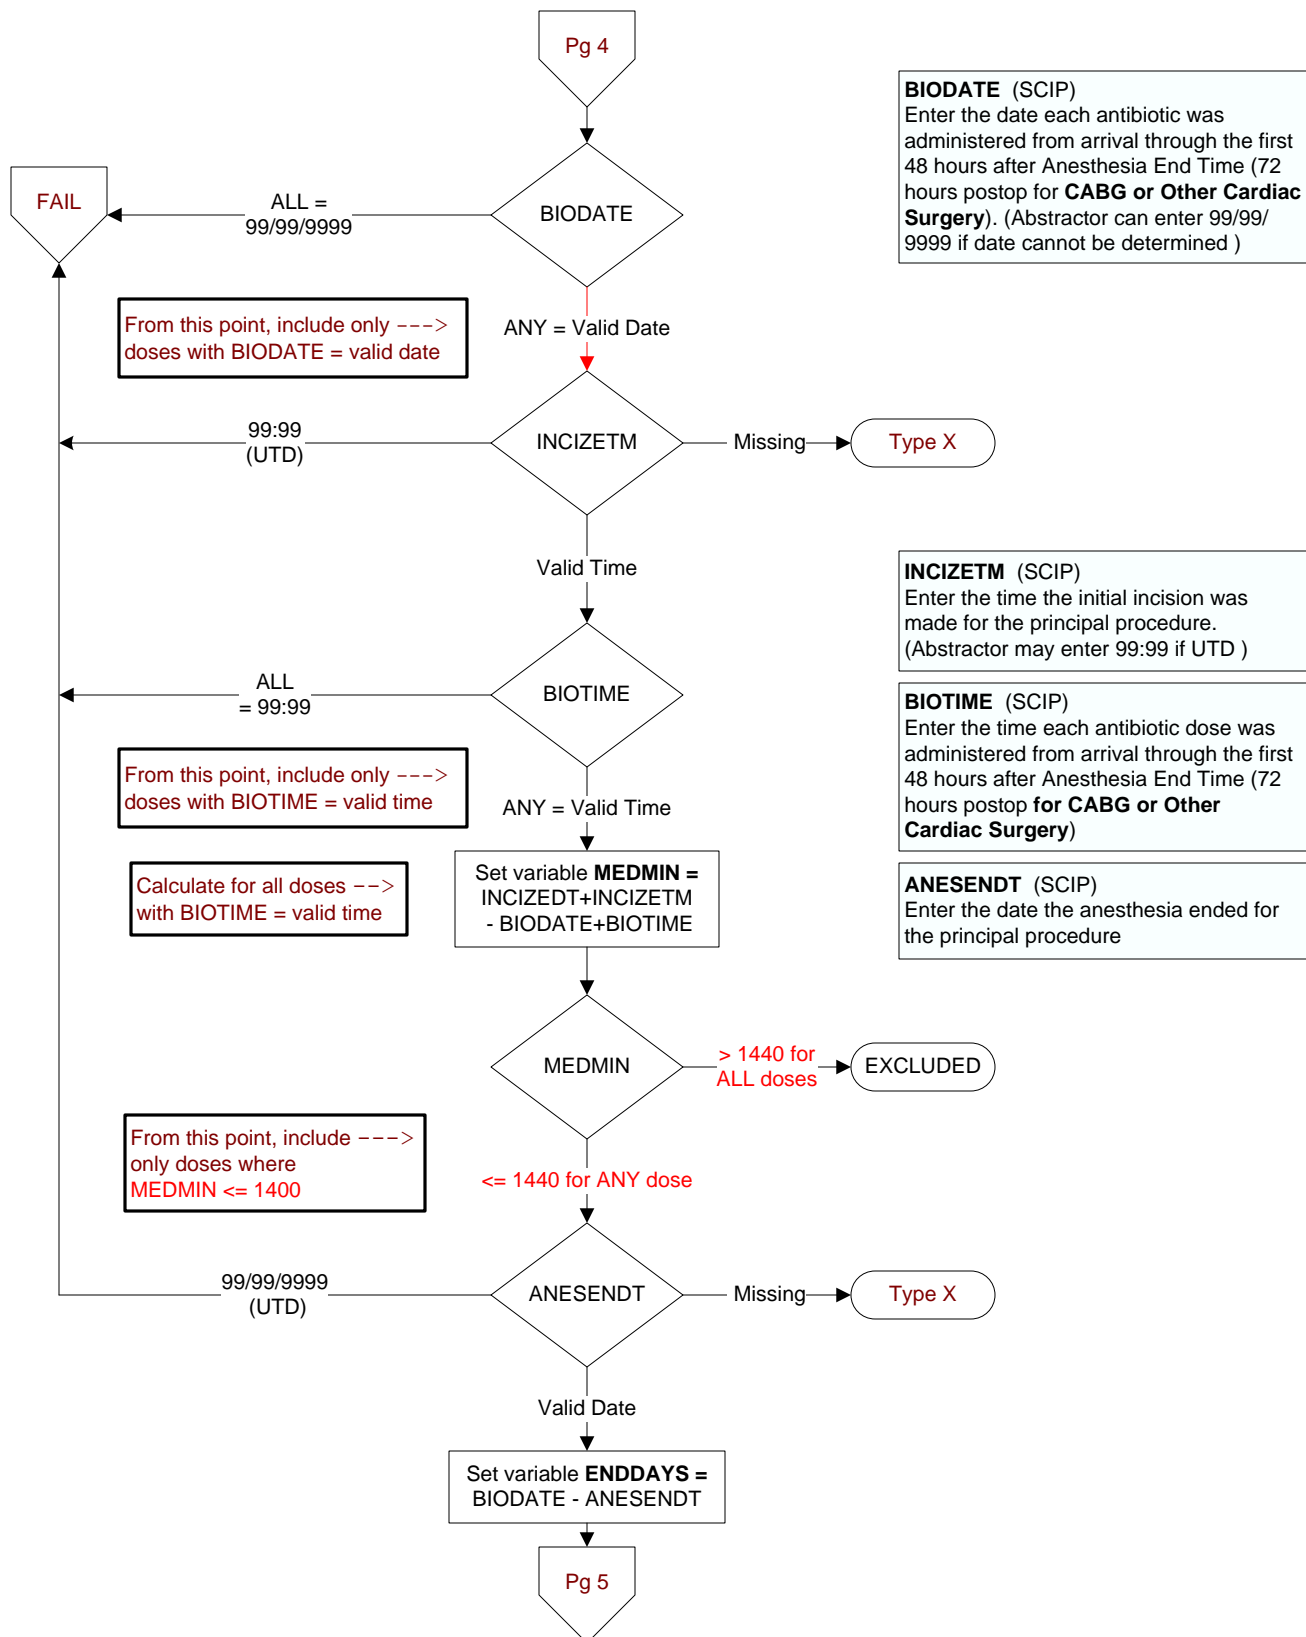 Pg 4
BIODATE (SCIP)
Enter the date each antibiotic was
administered from arrival through the first
48 hours after Anesthesia End Time (72
hours postop for CABG or Other Cardiac
Surgery). (Abstractor can enter 99/99/
9999 if date cannot be determined )
FAIL
ALL =
99/99/9999
BIODATE
From this point, include only --->
doses with BIODATE = valid date
ANY = Valid Date
99:99
(UTD)
INCIZETM
Missing
Type X
Valid Time
INCIZETM (SCIP)
Enter the time the initial incision was
made for the principal procedure.
(Abstractor may enter 99:99 if UTD )
ALL
= 99:99
BIOTIME
BIOTIME (SCIP)
Enter the time each antibiotic dose was
administered from arrival through the first
48 hours after Anesthesia End Time (72
hours postop for CABG or Other
Cardiac Surgery)
From this point, include only --->
doses with BIOTIME = valid time
ANY = Valid Time
Calculate for all doses -->
with BIOTIME = valid time
Set variable MEDMIN =
INCIZEDT+INCIZETM
- BIODATE+BIOTIME
ANESENDT (SCIP)
Enter the date the anesthesia ended for
the principal procedure
MEDMIN
> 1440 for
ALL doses
EXCLUDED
From this point, include --->
only doses where
MEDMIN <= 1400
<= 1440 for ANY dose
99/99/9999
(UTD)
ANESENDT
Missing
Type X
Valid Date
Set variable ENDDAYS =
BIODATE - ANESENDT
Pg 5